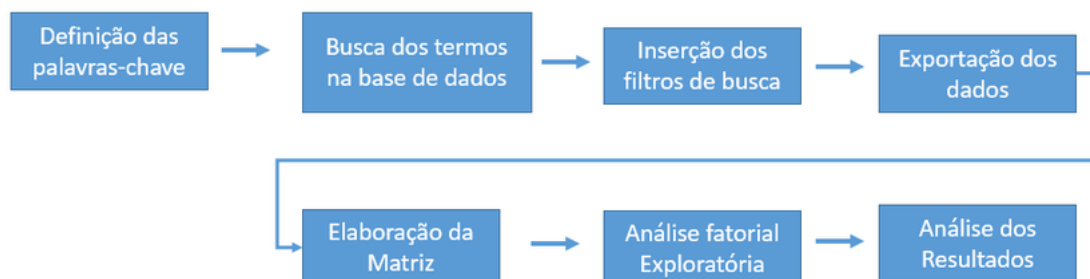 Definição das
palavras-chave
Busca dos termos
na base de dados
Inserção dos
filtros de busca
Exportação dos
dados
Elaboração da
Matriz
Análise fatorial
Exploratória
Análise dos
Resultados